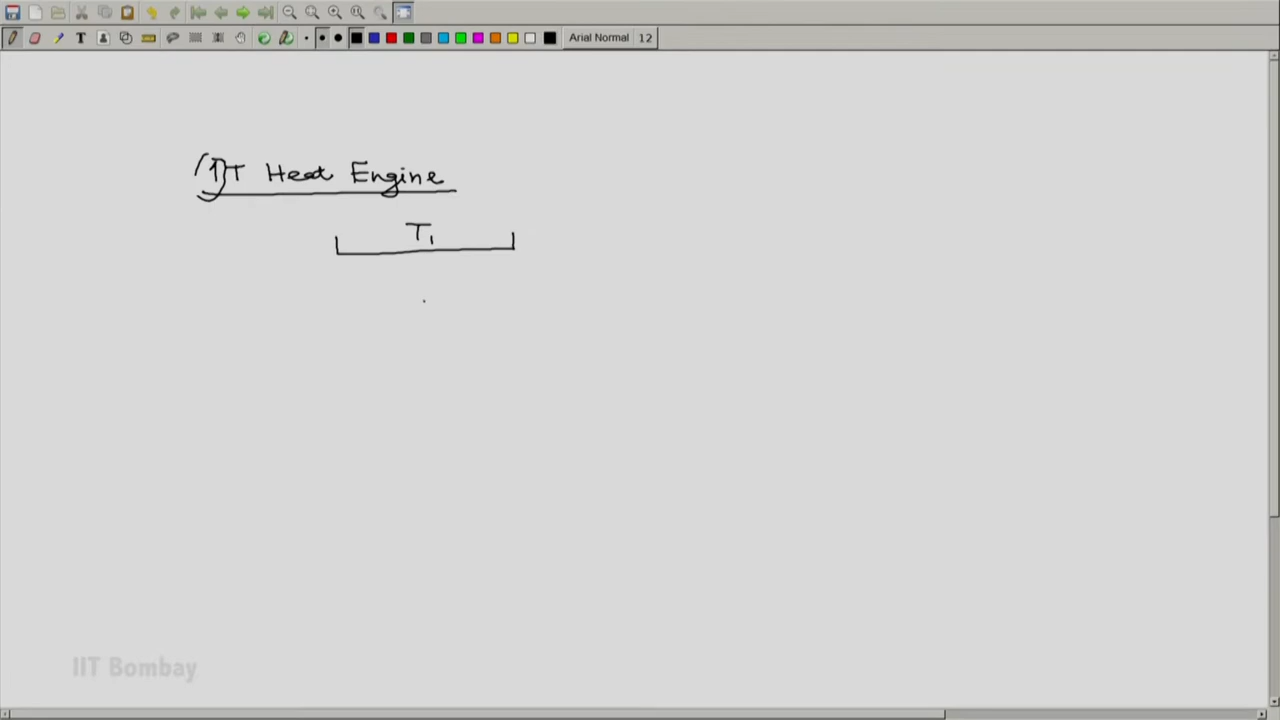 Arial Normal 12
(1)T Heat Engine
T₁
IIT Bombay